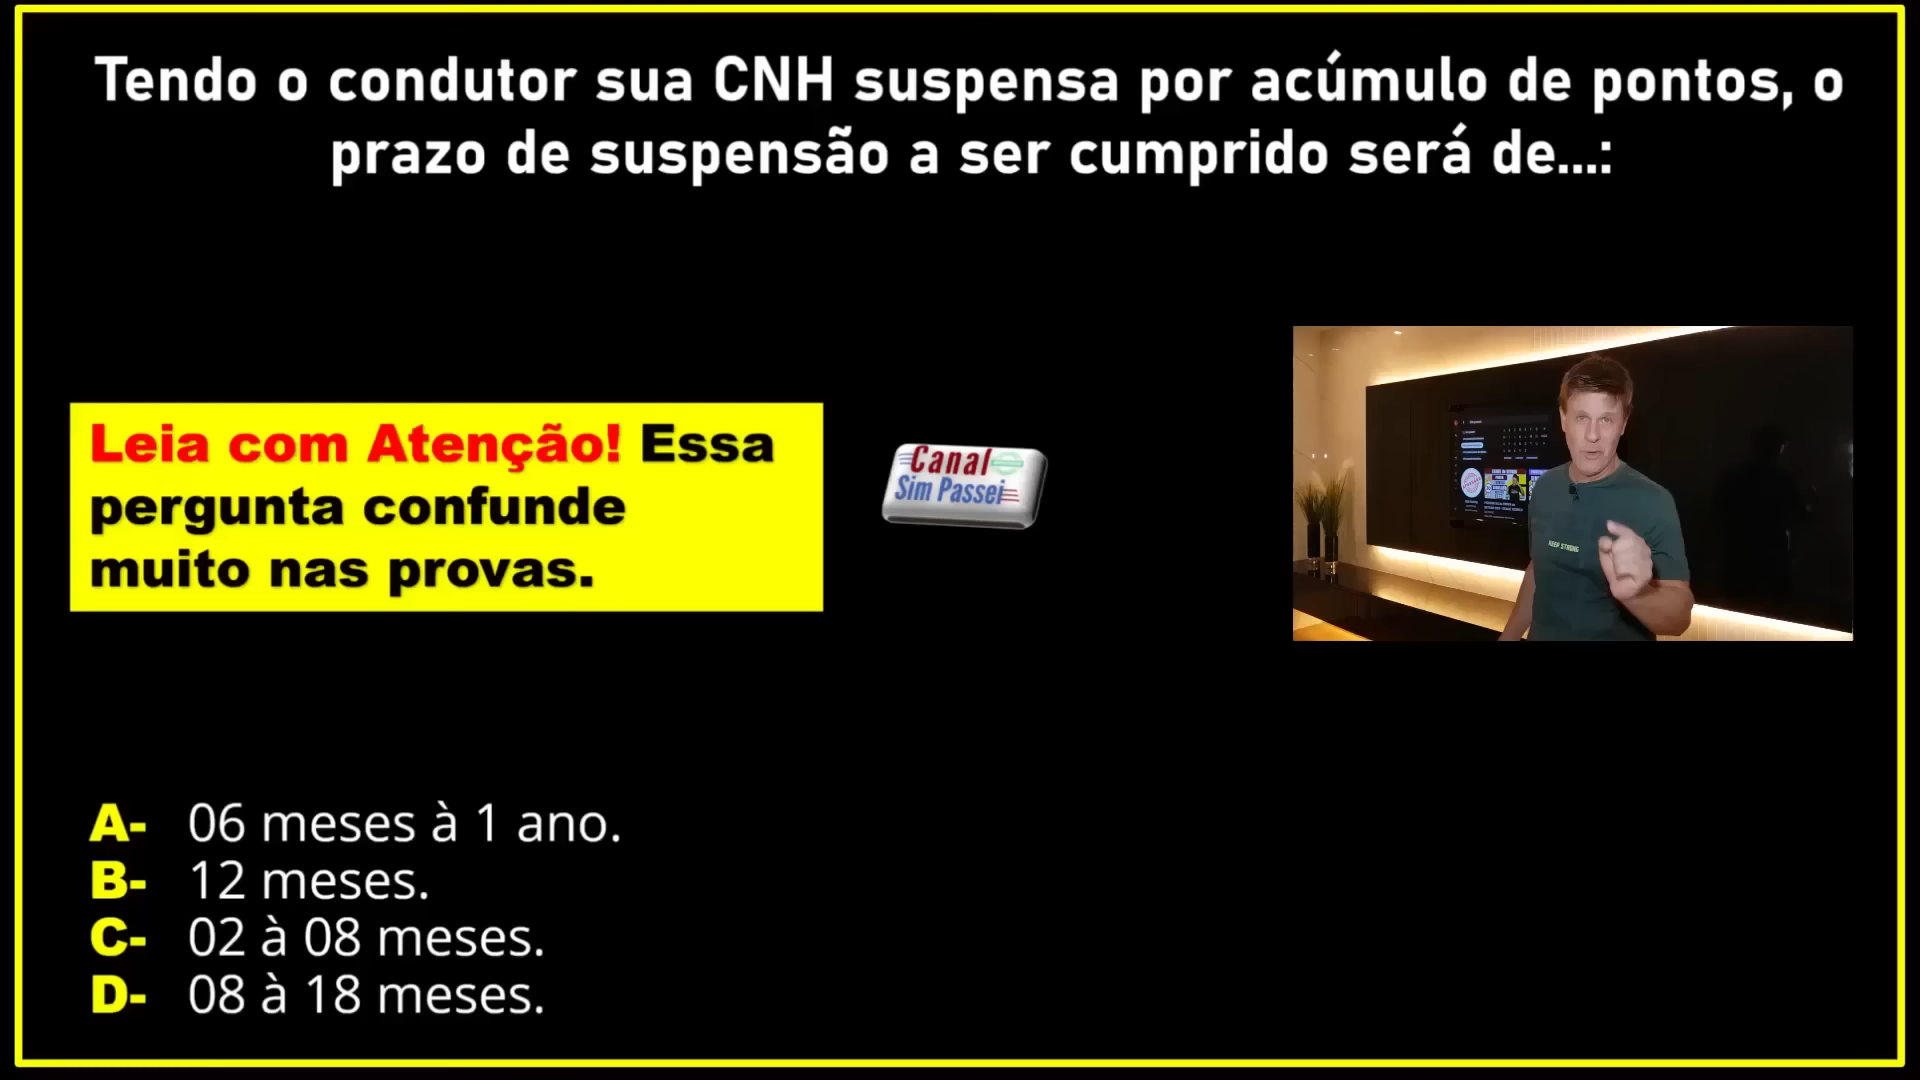 Tendo o condutor sua CNH suspensa por acúmulo de pontos, o
prazo de suspensão a ser cumprido será de...:
Leia com Atenção! Essa
pergunta confunde
muito nas provas.
Canal
Sim Passei
KEEP STRONG
A- 06 meses à 1 ano.
B- 12 meses.
C- 02 à 08 meses.
D- 08 à 18 meses.